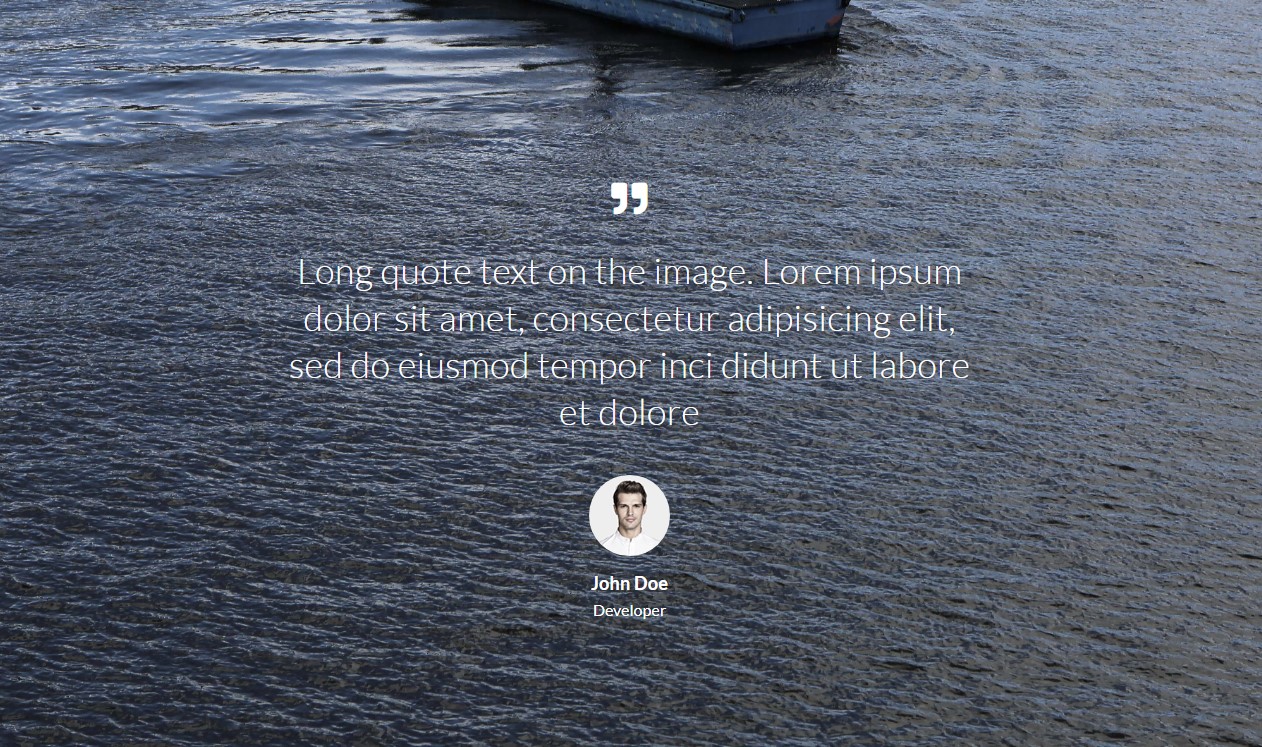 ”
Long quote text on the image. Lorem ipsum
dolor sit amet, consectetur adipisicing elit,
sed do eiusmod tempor inci didunt ut labore
et dolore
John Doe
Developer